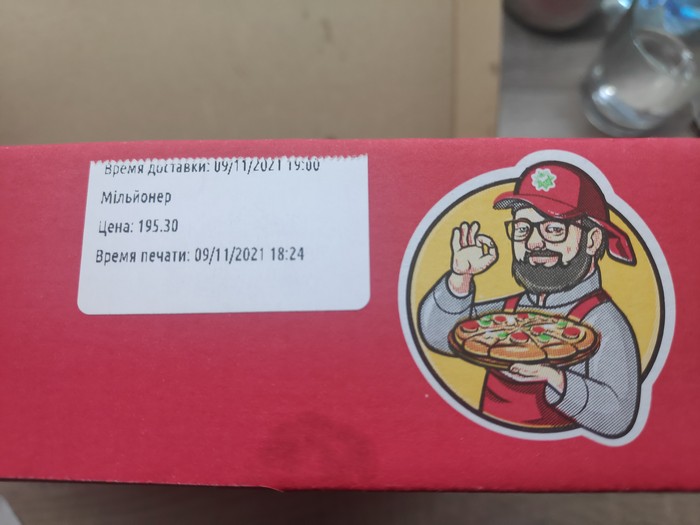 Время доставки: 09/11/2021 19:00
Мільйонер
Цена: 195.30
Время печати: 09/11/2021 18:24